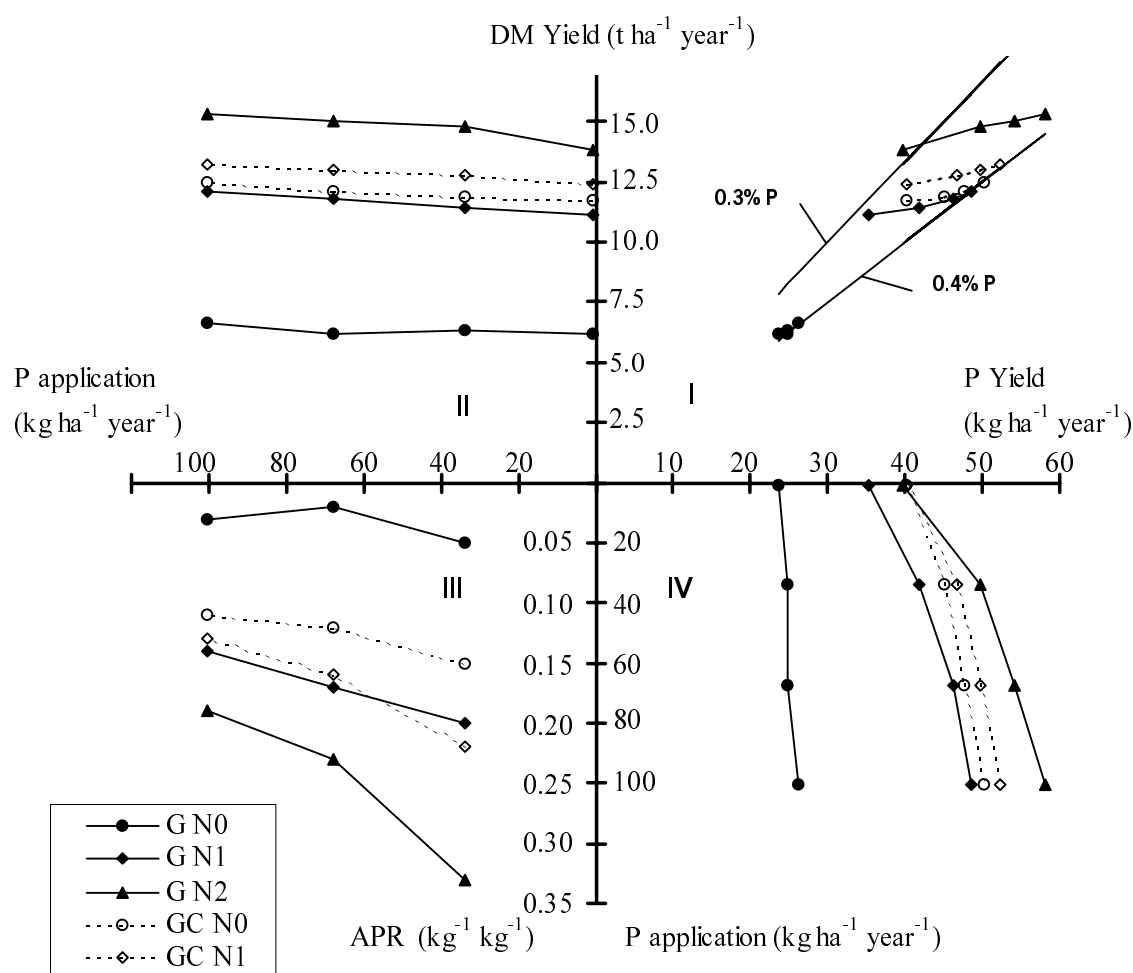 DM Yield (t ha⁻¹ year⁻¹)
15.0
12.5
0.3% P
10.0
0.4% P
7.5
5.0
P application
(kg ha⁻¹ year⁻¹)
P Yield
(kg ha⁻¹ year⁻¹)
II
I
2.5
100 80 60 40 20 10 20 30 40 50 60
0.05 20
III
IV
0.10 40
0.15 60
0.20 80
0.25 100
0.30
0.35
G N0
G N1
G N2
GC N0
GC N1
APR (kg⁻¹ kg⁻¹)
P application (kg ha⁻¹ year⁻¹)